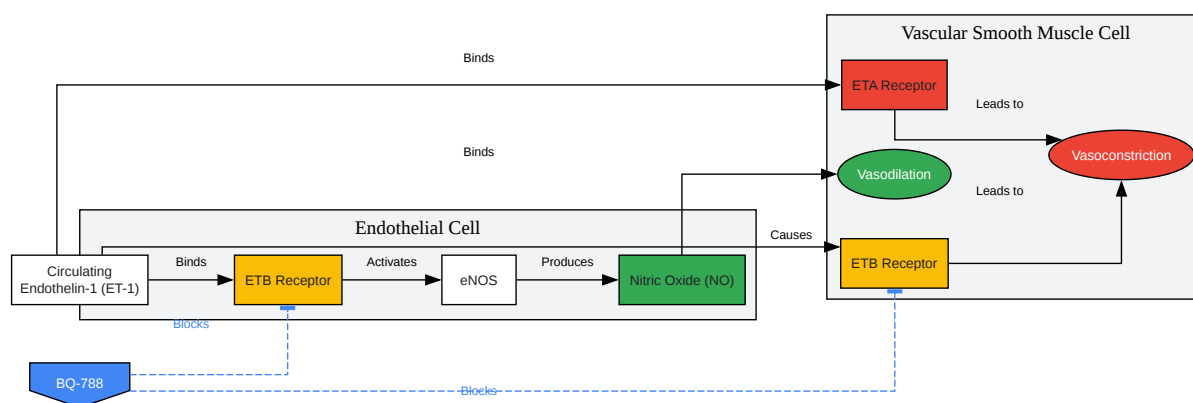 Vascular Smooth Muscle Cell
Binds
ETA Receptor
Leads to
Binds
Vasoconstriction
Vasodilation
Leads to
Endothelial Cell
Causes
Circulating
Endothelin-1 (ET-1)
Binds
ETB Receptor
Activates
eNOS
Produces
Nitric Oxide (NO)
ETB Receptor
Blocks
BQ-788
Blocks